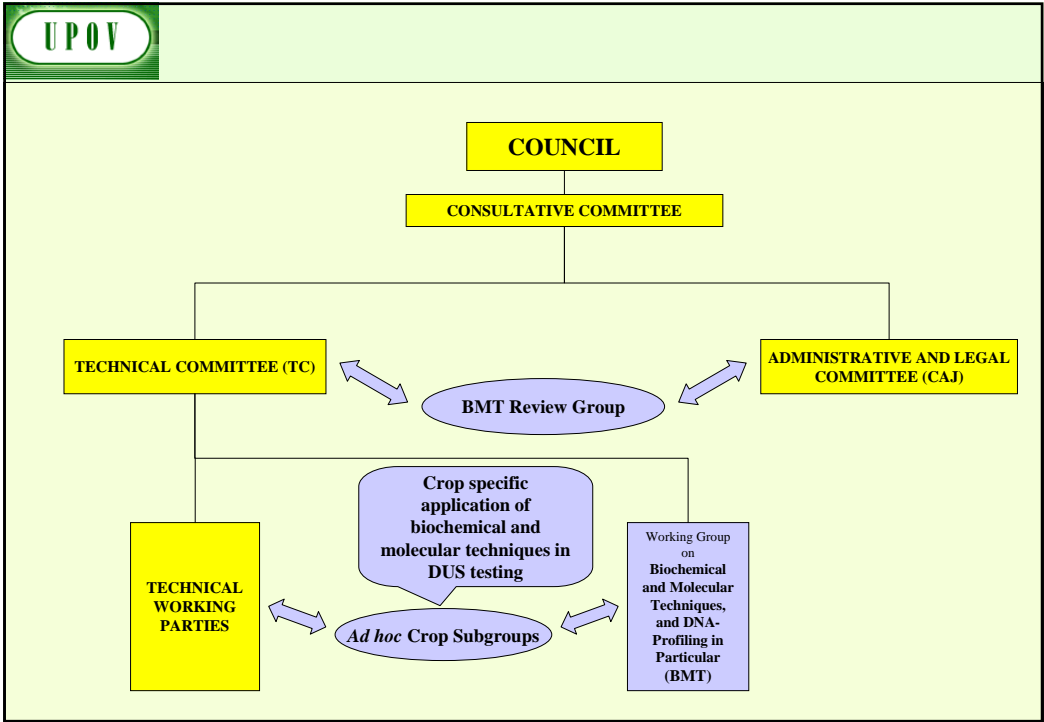 UPOV
COUNCIL
CONSULTATIVE COMMITTEE
TECHNICAL COMMITTEE (TC)
ADMINISTRATIVE AND LEGAL
COMMITTEE (CAJ)
BMT Review Group
Crop specific
application of
biochemical and
molecular techniques in
DUS testing
TECHNICAL
WORKING
PARTIES
Ad hoc Crop Subgroups
Working Group
on
Biochemical
and Molecular
Techniques,
and DNA-
Profiling in
Particular
(BMT)